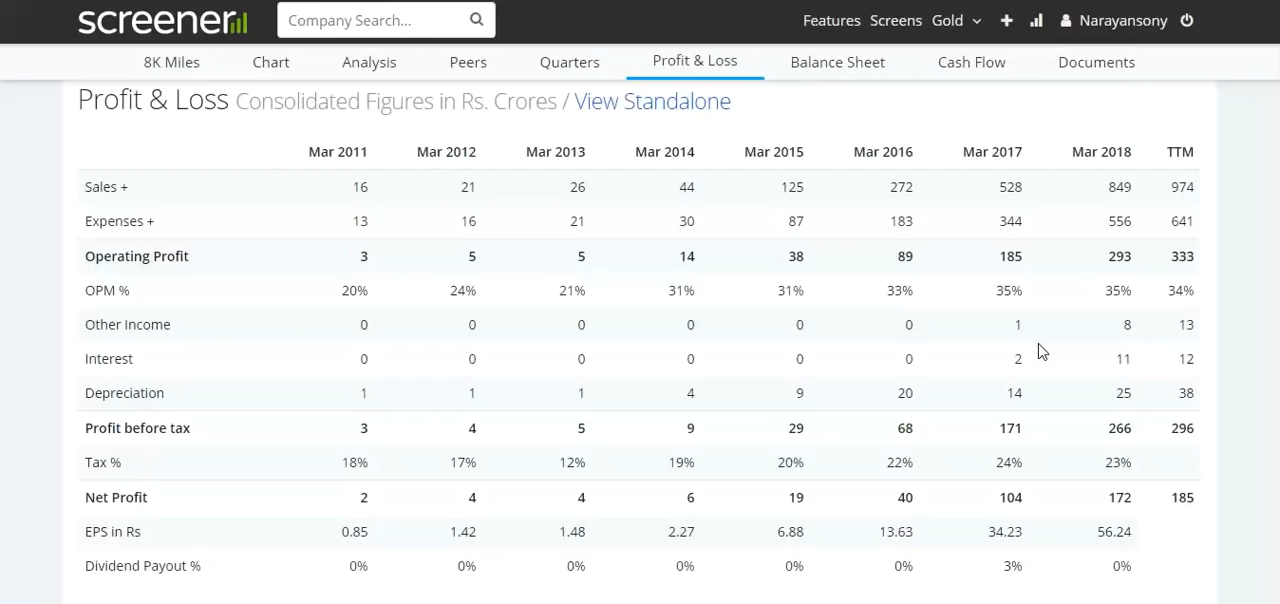 screener Company Search... Features Screens Gold Narayansony
8K Miles Chart Analysis Peers Quarters Profit & Loss Balance Sheet Cash Flow Documents
Profit & Loss Consolidated Figures in Rs. Crores / View Standalone
Mar 2011 Mar 2012 Mar 2013 Mar 2014 Mar 2015 Mar 2016 Mar 2017 Mar 2018 TTM
Sales + 16 21 26 44 125 272 528 849 974
Expenses + 13 16 21 30 87 183 344 556 641
Operating Profit 3 5 5 14 38 89 185 293 333
OPM % 20% 24% 21% 31% 31% 33% 35% 35% 34%
Other Income 0 0 0 0 0 0 1 8 13
Interest 0 0 0 0 0 0 2 11 12
Depreciation 1 1 1 4 9 20 14 25 38
Profit before tax 3 4 5 9 29 68 171 266 296
Tax % 18% 17% 12% 19% 20% 22% 24% 23%
Net Profit 2 4 4 6 19 40 104 172 185
EPS in Rs 0.85 1.42 1.48 2.27 6.88 13.63 34.23 56.24
Dividend Payout % 0% 0% 0% 0% 0% 0% 3% 0%